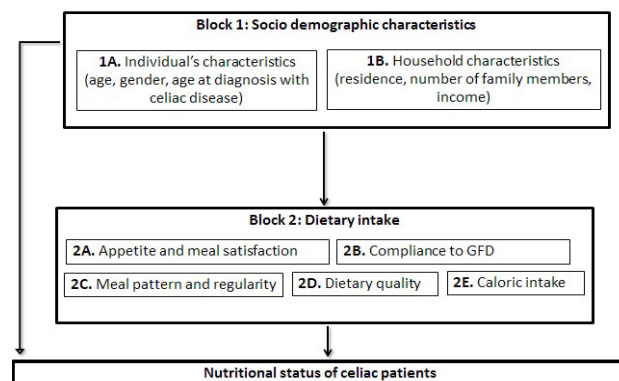 Block 1: Socio demographic characteristics
1A. Individual's characteristics
(age, gender, age at diagnosis with
celiac disease)
1B. Household characteristics
(residence, number of family members,
income)
Block 2: Dietary intake
2A. Appetite and meal satisfaction
2B. Compliance to GFD
2C. Meal pattern and regularity
2D. Dietary quality
2E. Caloric intake
Nutritional status of celiac patients